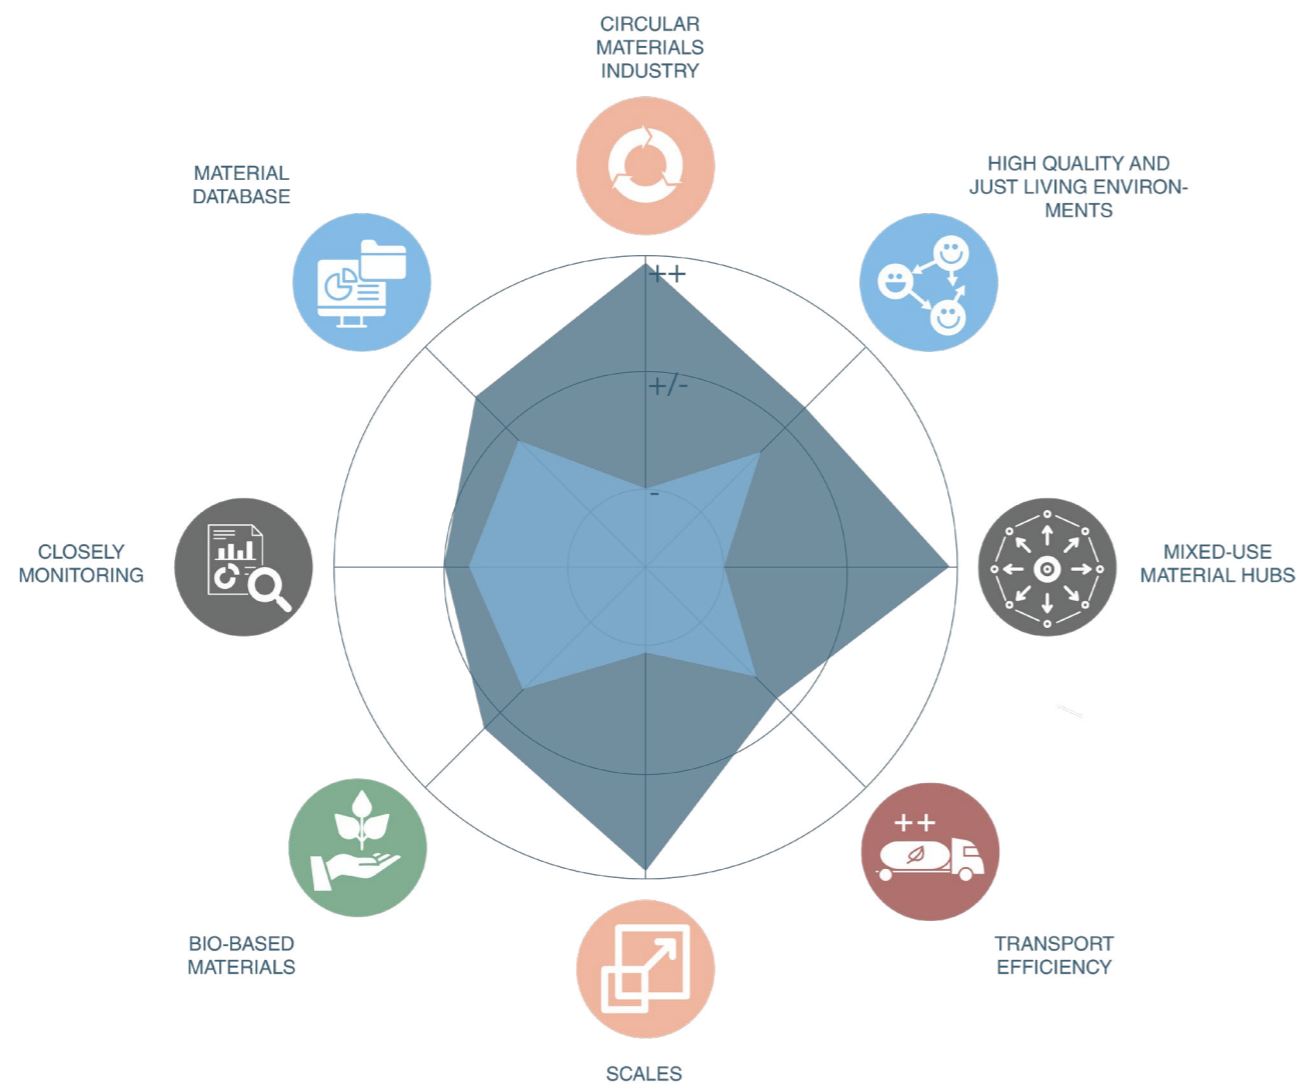 CIRCULAR
MATERIALS
INDUSTRY
MATERIAL
DATABASE
HIGH QUALITY AND
JUST LIVING ENVIRON-
MENTS
++
+/-
-
CLOSELY
MONITORING
MIXED-USE
MATERIAL HUBS
++
BIO-BASED
MATERIALS
TRANSPORT
EFFICIENCY
SCALES